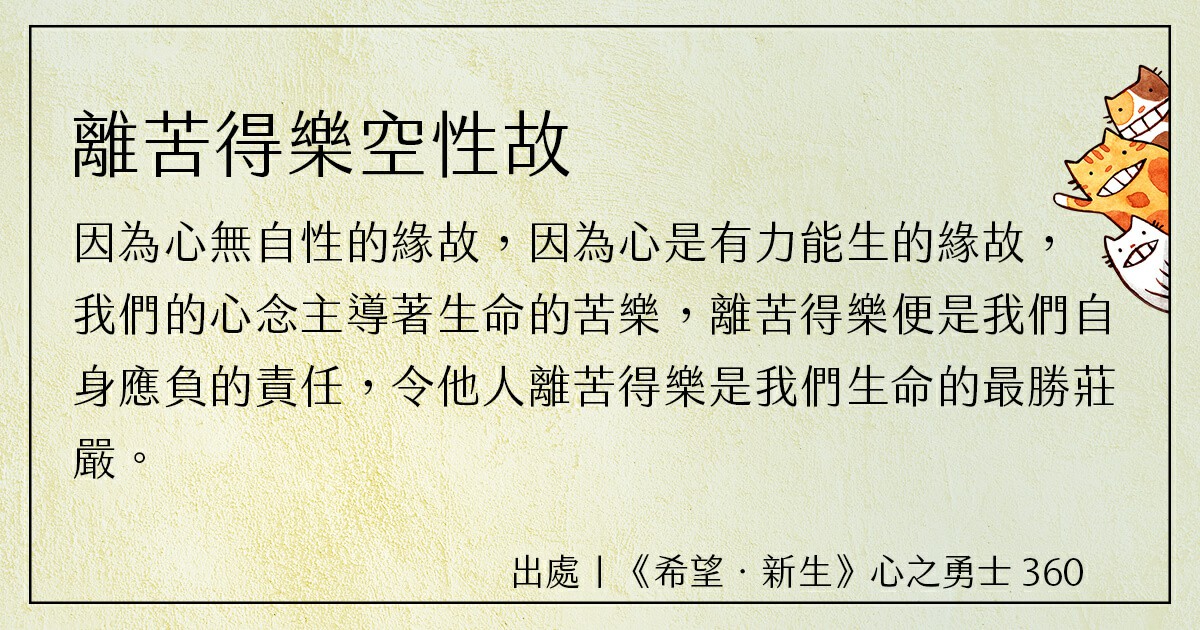 離苦得樂空性故
因為心無自性的緣故，因為心是有力能生的緣故，
我們的心念主導著生命的苦樂，離苦得樂便是我們自
身應負的責任，令他人離苦得樂是我們生命的最勝莊
嚴。
出處｜《希望．新生》心之勇士 360